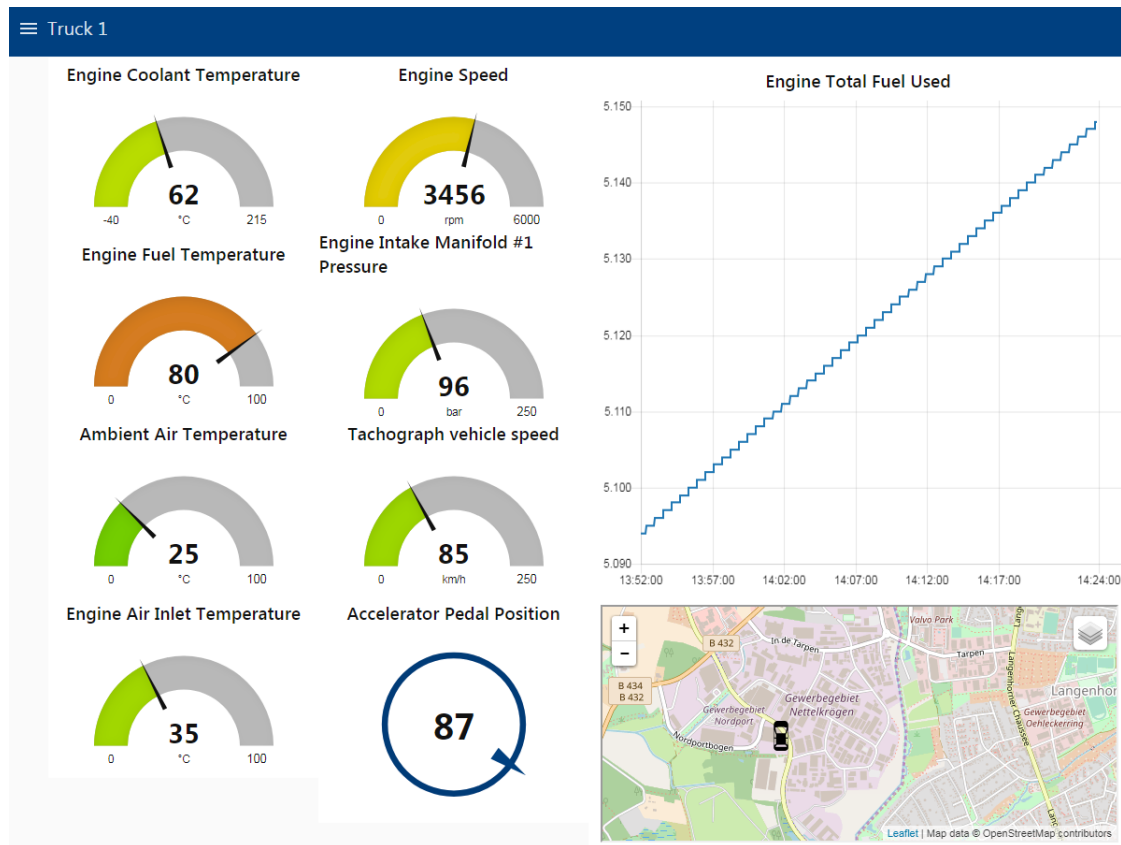 Truck 1
Engine Coolant Temperature
62
-40 °C 215
Engine Fuel Temperature
80
0 °C 100
Ambient Air Temperature
25
0 °C 100
Engine Air Inlet Temperature
35
0 °C 100
Engine Speed
3456
0 rpm 6000
Engine Intake Manifold #1
Pressure
96
0 bar 250
Tachograph vehicle speed
85
0 km/h 250
Accelerator Pedal Position
87
Engine Total Fuel Used
5.150
5.140
5.130
5.120
5.110
5.100
5.090
13:52:00 13:57:00 14:02:00 14:07:00 14:12:00 14:17:00 14:24:00
+
−
Valvo Park
Lang
B 432
In de Tarpen
Tarpen
B 434
B 432
Langenhorner Chaussee
Langenhor
Gewerbegebiet
Nettelkrogen
Gewerbegebiet
Nordport
Gewerbegebiet
Oehleckerring
Nordportbogen
Lan
Leaflet | Map data © OpenStreetMap contributors